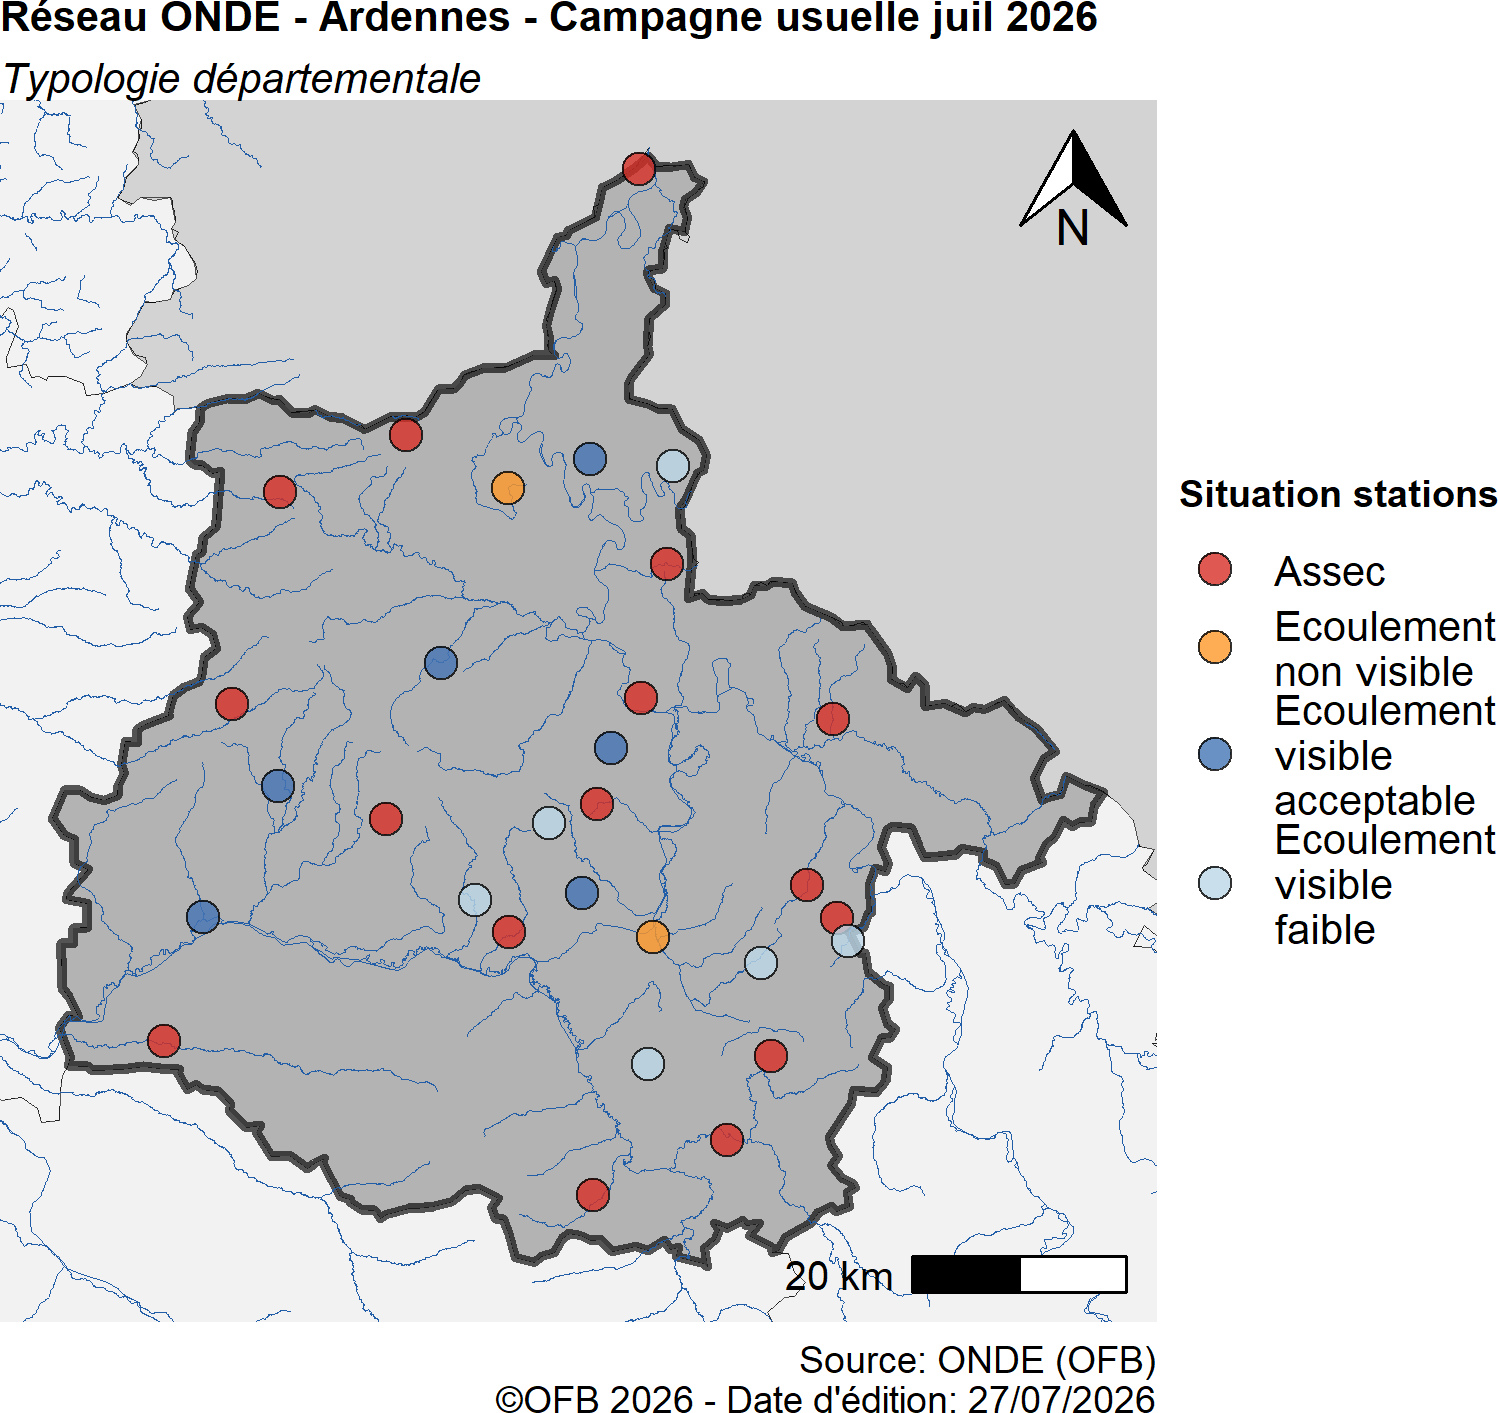 Réseau ONDE - Ardennes - Campagne usuelle juil 2026
Typologie départementale
N
Situation stations
Assec
Ecoulement
non visible
Ecoulement
visible
acceptable
Ecoulement
visible
faible
20 km
Source: ONDE (OFB)
©OFB 2026 - Date d'édition: 27/07/2026